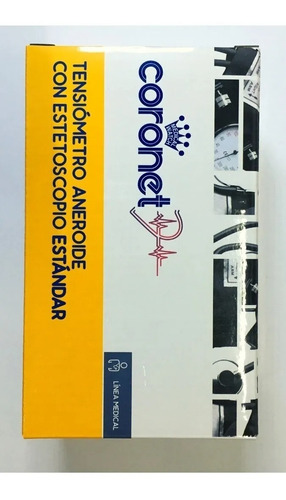 coronet
TENSIÓMETRO ANEROIDE
CON ESTETOSCOPIO ESTÁNDAR
LÍNEA MEDICAL